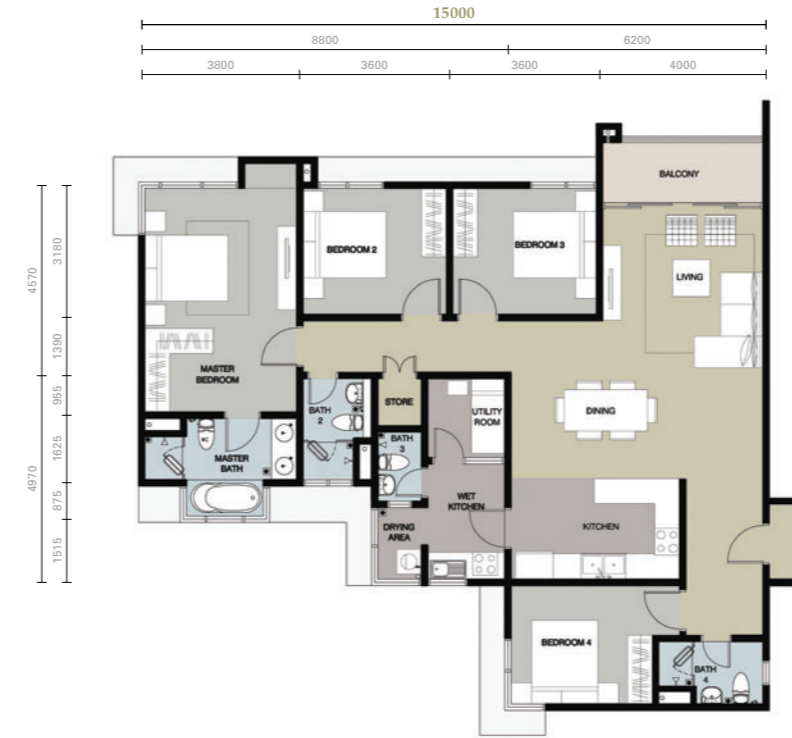 15000
8800
6200
3800
3600
3600
4000
BALCONY
BEDROOM 2
BEDROOM 3
LIVING
4570
3180
1390
MASTER
BEDROOM
DINING
STORE
UTILITY
ROOM
BATH
2
BATH
3
MASTER
BATH
955
1625
875
1515
4970
WET
KITCHEN
KITCHEN
DRYING
AREA
BEDROOM 4
BATH
4